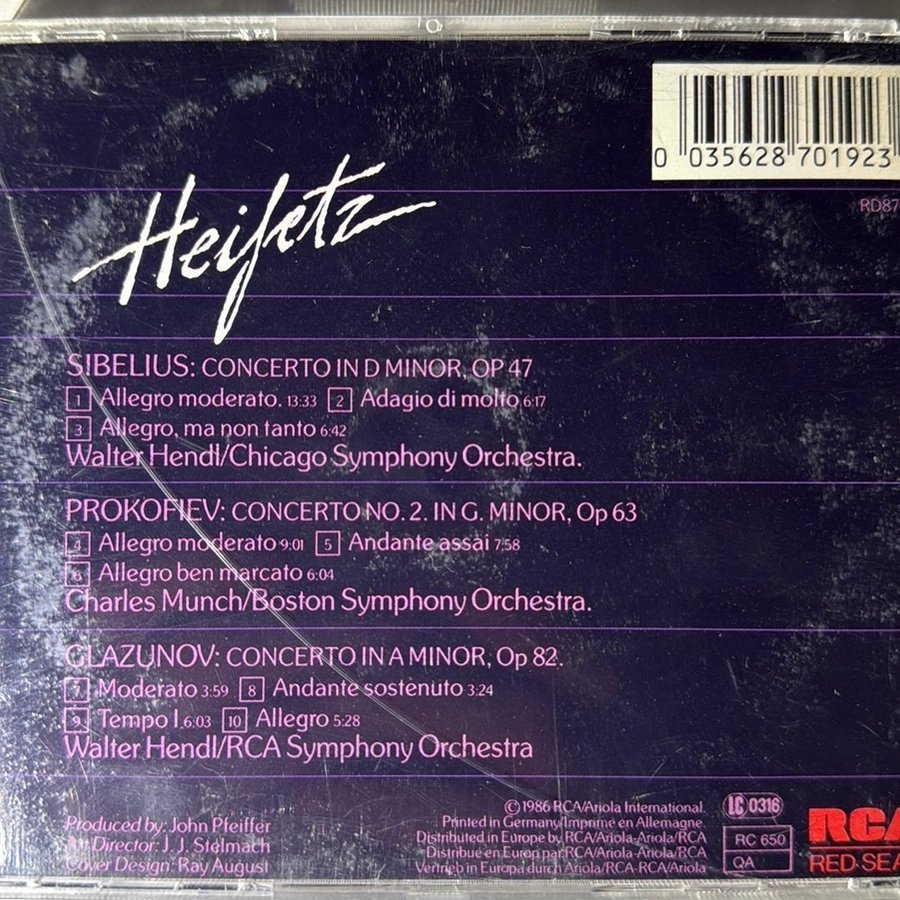 0 035628 701923
RD87
Heifetz
SIBELIUS: CONCERTO IN D MINOR, OP 47
1 Allegro moderato. 13:33 2 Adagio di molto 6:17
3 Allegro, ma non tanto 6:42
Walter Hendl/Chicago Symphony Orchestra.
PROKOFIEV: CONCERTO NO. 2. IN G. MINOR, Op 63
4 Allegro moderato 9:01 5 Andante assai 7:58
6 Allegro ben marcato 6:04
Charles Munch/Boston Symphony Orchestra.
GLAZUNOV: CONCERTO IN A MINOR, Op 82.
7 Moderato 3:59 8 Andante sostenuto 3:24
9 Tempo I 6:03 10 Allegro 5:28
Walter Hendl/RCA Symphony Orchestra
Produced by: John Pfeiffer
Art Director: J. J. Stelmach
Cover Design: Ray August
© 1986 RCA/Ariola International.
Printed in Germany/Imprimé en Allemagne.
Distributed in Europe by RCA/Ariola-Ariola/RCA
Distribué en Europ par RCA/Ariola-Ariola/RCA
Vertrieb in Europa durch Ariola/RCA-RCA/Ariola
LC 0316
RC 650
QA
RCA
RED SEA